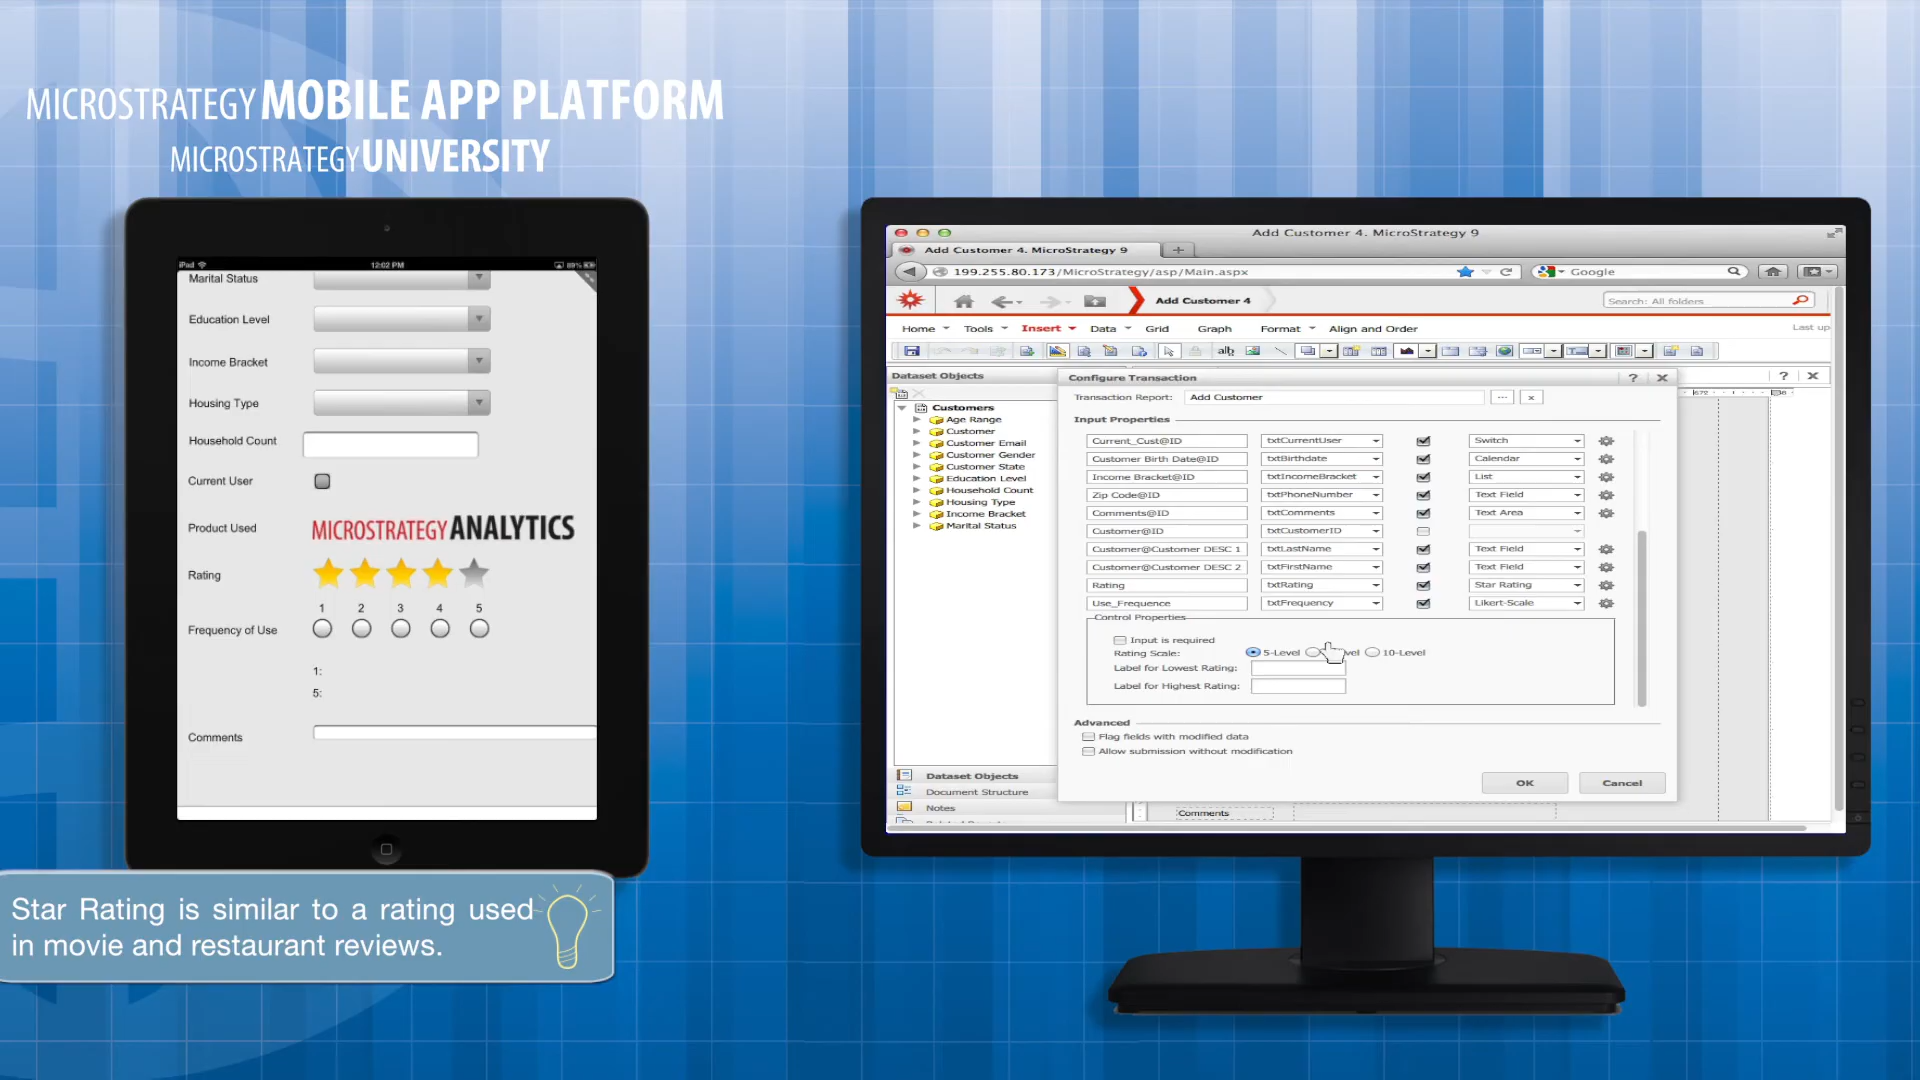 MICROSTRATEGY MOBILE APP PLATFORM
MICROSTRATEGY UNIVERSITY
iPad 12:02 PM 89%
Marital Status
Education Level
Income Bracket
Housing Type
Household Count
Current User
Product Used MICROSTRATEGY ANALYTICS
Rating
1 2 3 4 5
Frequency of Use
1:
5:
Comments
Star Rating is similar to a rating used
in movie and restaurant reviews.
Add Customer 4. MicroStrategy 9
Add Customer 4. MicroStrategy 9
199.255.80.173/MicroStrategy/asp/Main.aspx Google
Add Customer 4 Search: All folders
Home Tools Insert Data Grid Graph Format Align and Order Last up
Dataset Objects
Customers
Age Range
Customer
Customer Email
Customer Gender
Customer State
Education Level
Household Count
Housing Type
Income Bracket
Marital Status
Dataset Objects
Document Structure
Notes
Configure Transaction ?
Transaction Report: Add Customer ... x
Input Properties
Current_Cust@ID txtCurrentUser Switch
Customer Birth Date@ID txtBirthdate Calendar
Income Bracket@ID txtIncomeBracket List
Zip Code@ID txtPhoneNumber Text Field
Comments@ID txtComments Text Area
Customer@ID txtCustomerID
Customer@Customer DESC 1 txtLastName Text Field
Customer@Customer DESC 2 txtFirstName Text Field
Rating txtRating Star Rating
Use_Frequence txtFrequency Likert-Scale
Control Properties
Input is required
Rating Scale: 5-Level 10-Level
Label for Lowest Rating:
Label for Highest Rating:
Advanced
Flag fields with modified data
Allow submission without modification
OK Cancel
Comments